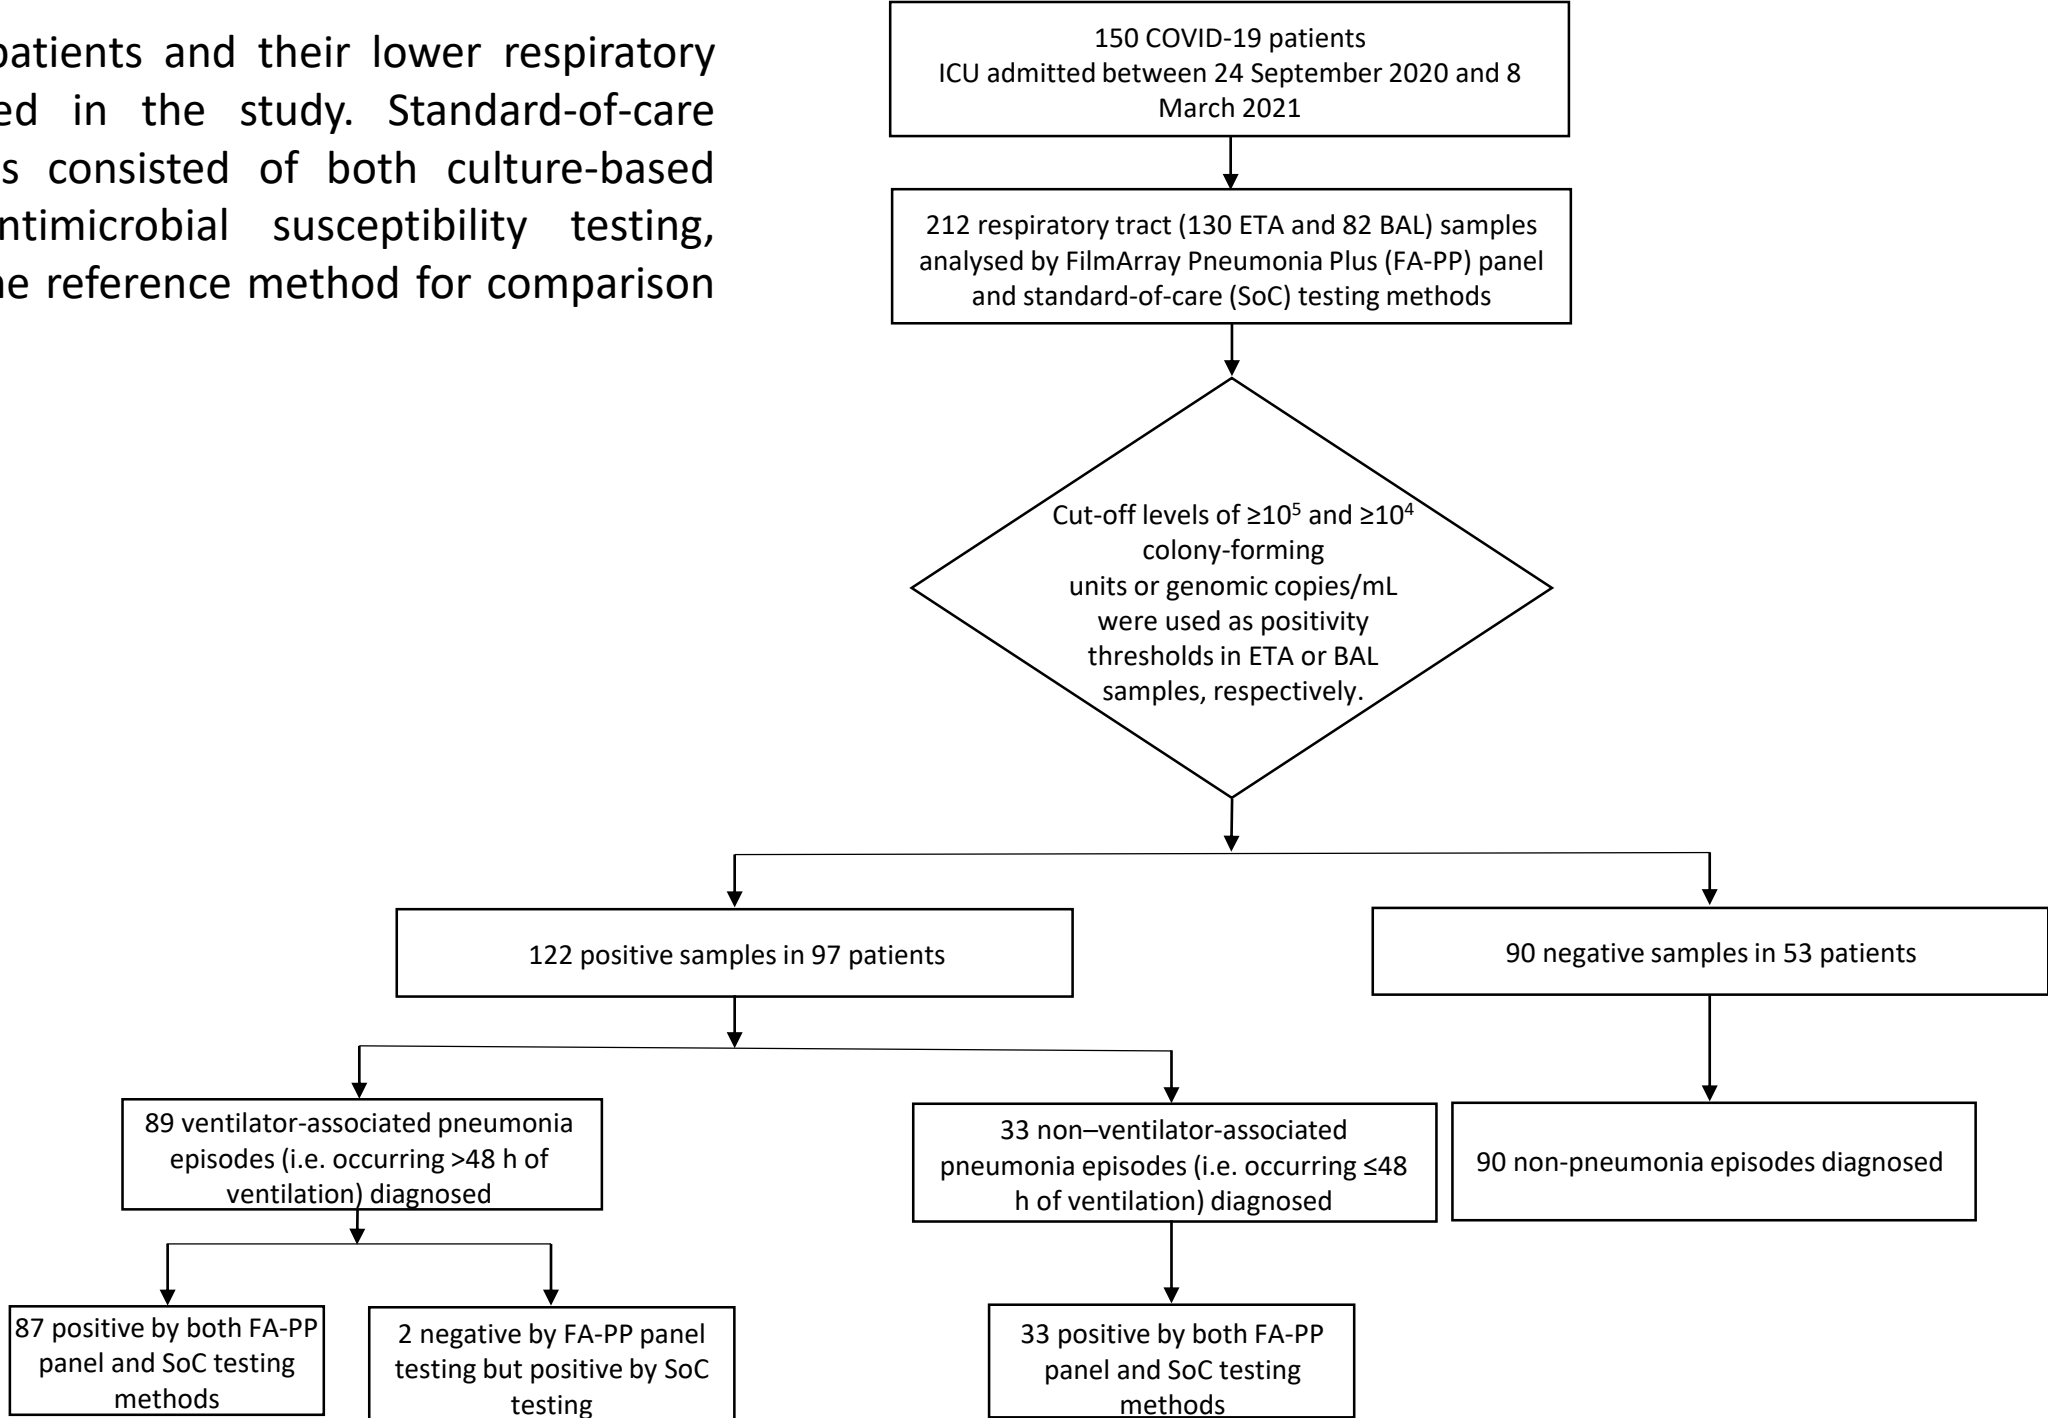 patients and their lower respiratory
ed in the study. Standard-of-care
s consisted of both culture-based
ntimicrobial susceptibility testing,
ne reference method for comparison
150 COVID-19 patients
ICU admitted between 24 September 2020 and 8
March 2021
212 respiratory tract (130 ETA and 82 BAL) samples
analysed by FilmArray Pneumonia Plus (FA-PP) panel
and standard-of-care (SoC) testing methods
Cut-off levels of ≥10⁵ and ≥10⁴
colony-forming
units or genomic copies/mL
were used as positivity
thresholds in ETA or BAL
samples, respectively.
122 positive samples in 97 patients
90 negative samples in 53 patients
89 ventilator-associated pneumonia
episodes (i.e. occurring >48 h of
ventilation) diagnosed
33 non–ventilator-associated
pneumonia episodes (i.e. occurring ≤48
h of ventilation) diagnosed
90 non-pneumonia episodes diagnosed
87 positive by both FA-PP
panel and SoC testing
methods
2 negative by FA-PP panel
testing but positive by SoC
testing
33 positive by both FA-PP
panel and SoC testing
methods